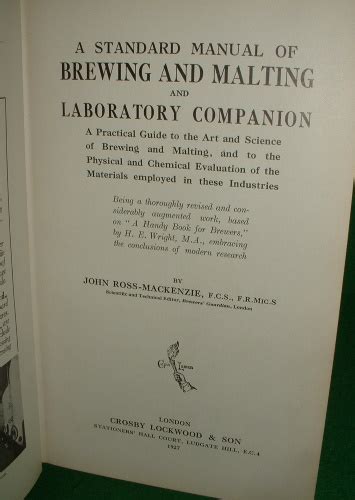 A STANDARD MANUAL OF
BREWING AND MALTING
AND
LABORATORY COMPANION
A Practical Guide to the Art and Science
of Brewing and Malting, and to the
Physical and Chemical Evaluation of the
Materials employed in these Industries
Being a thoroughly revised and con-
siderably augmented work, based
on "A Handy Book for Brewers,"
by H. E. Wright, M.A., embracing
the conclusions of modern research
BY
JOHN ROSS-MACKENZIE, F.C.S., F.R.MIC.S
Scientific and Technical Editor, Brewers' Guardian, London
LONDON
CROSBY LOCKWOOD & SON
STATIONERS' HALL COURT, LUDGATE HILL, E.C.4
1927